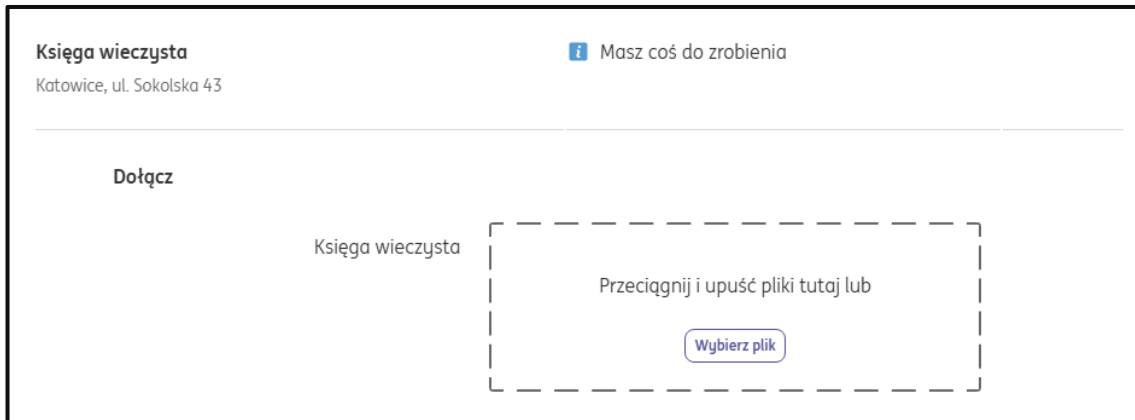 Księga wieczysta
Masz coś do zrobienia
Katowice, ul. Sokolska 43
Dołącz
Księga wieczysta
Przeciągnij i upuść pliki tutaj lub
Wybierz plik